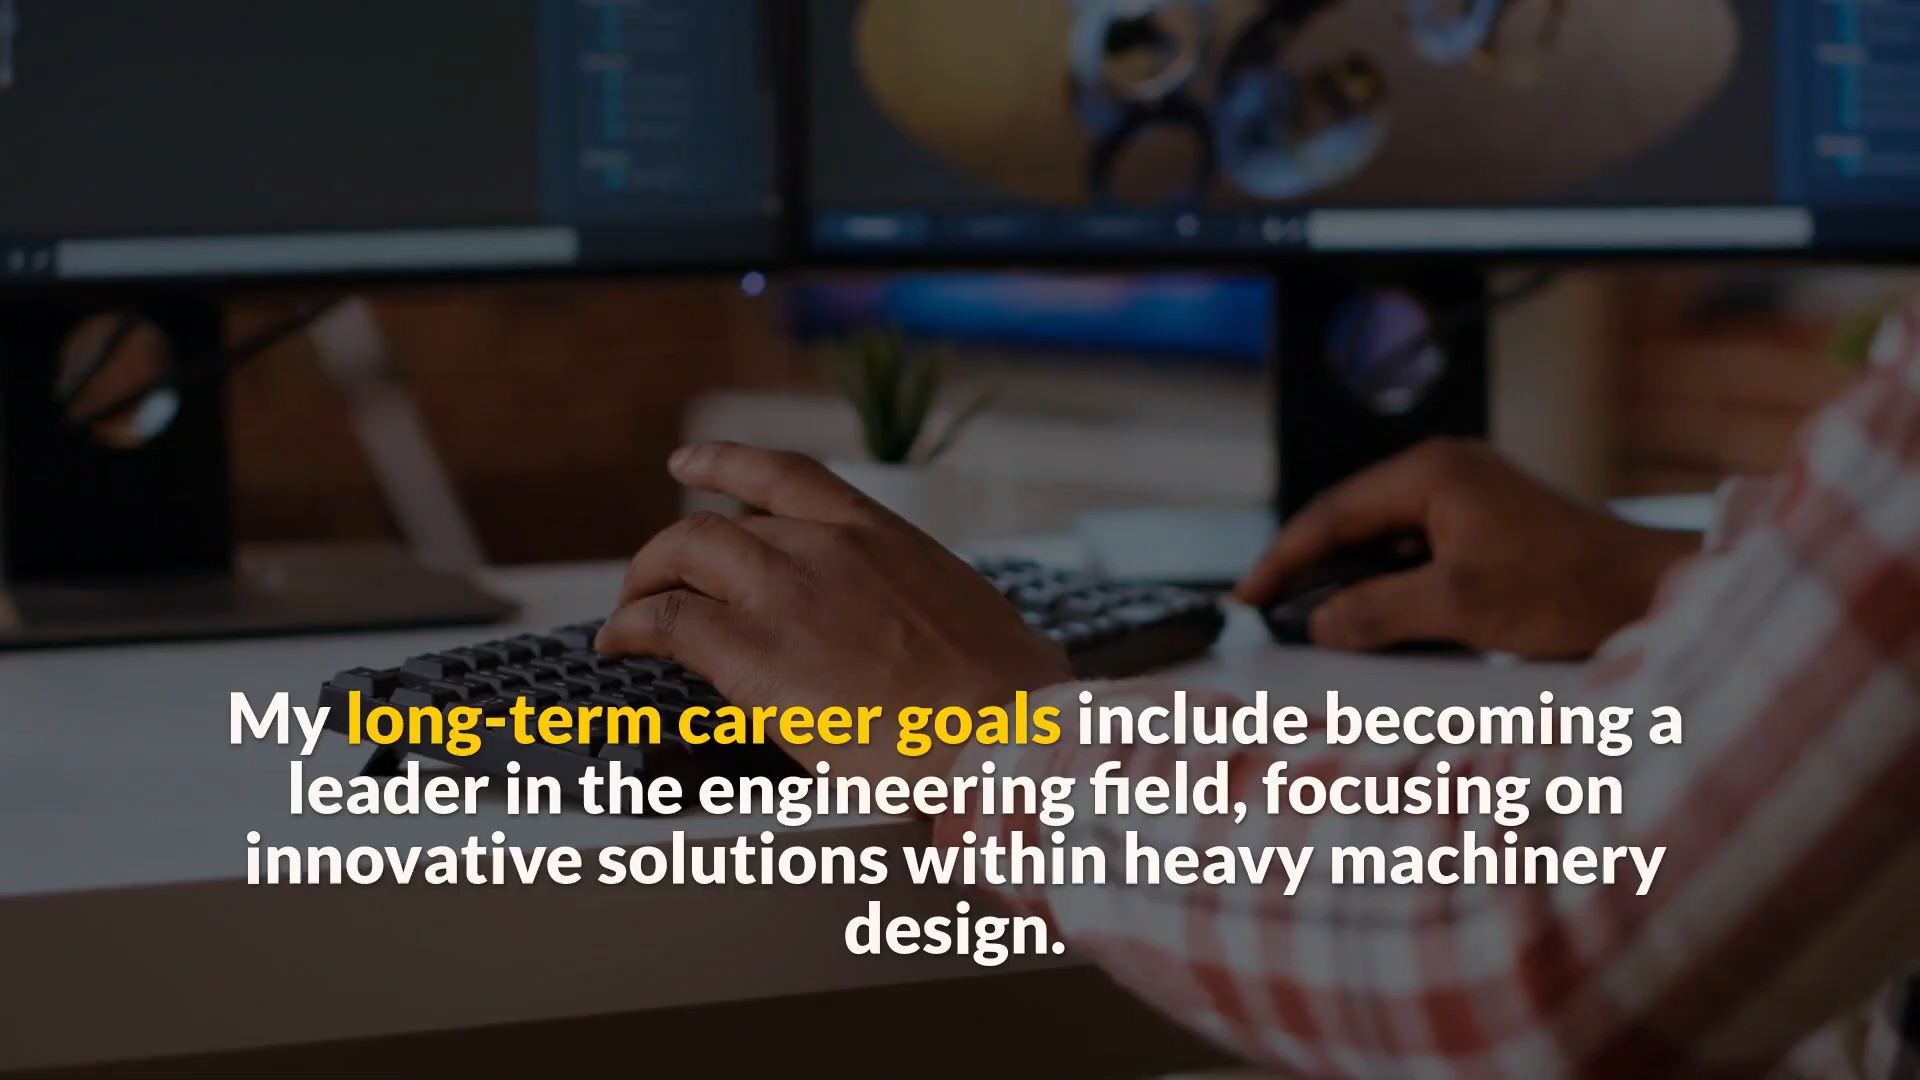 My long-term career goals include becoming a
leader in the engineering field, focusing on
innovative solutions within heavy machinery
design.